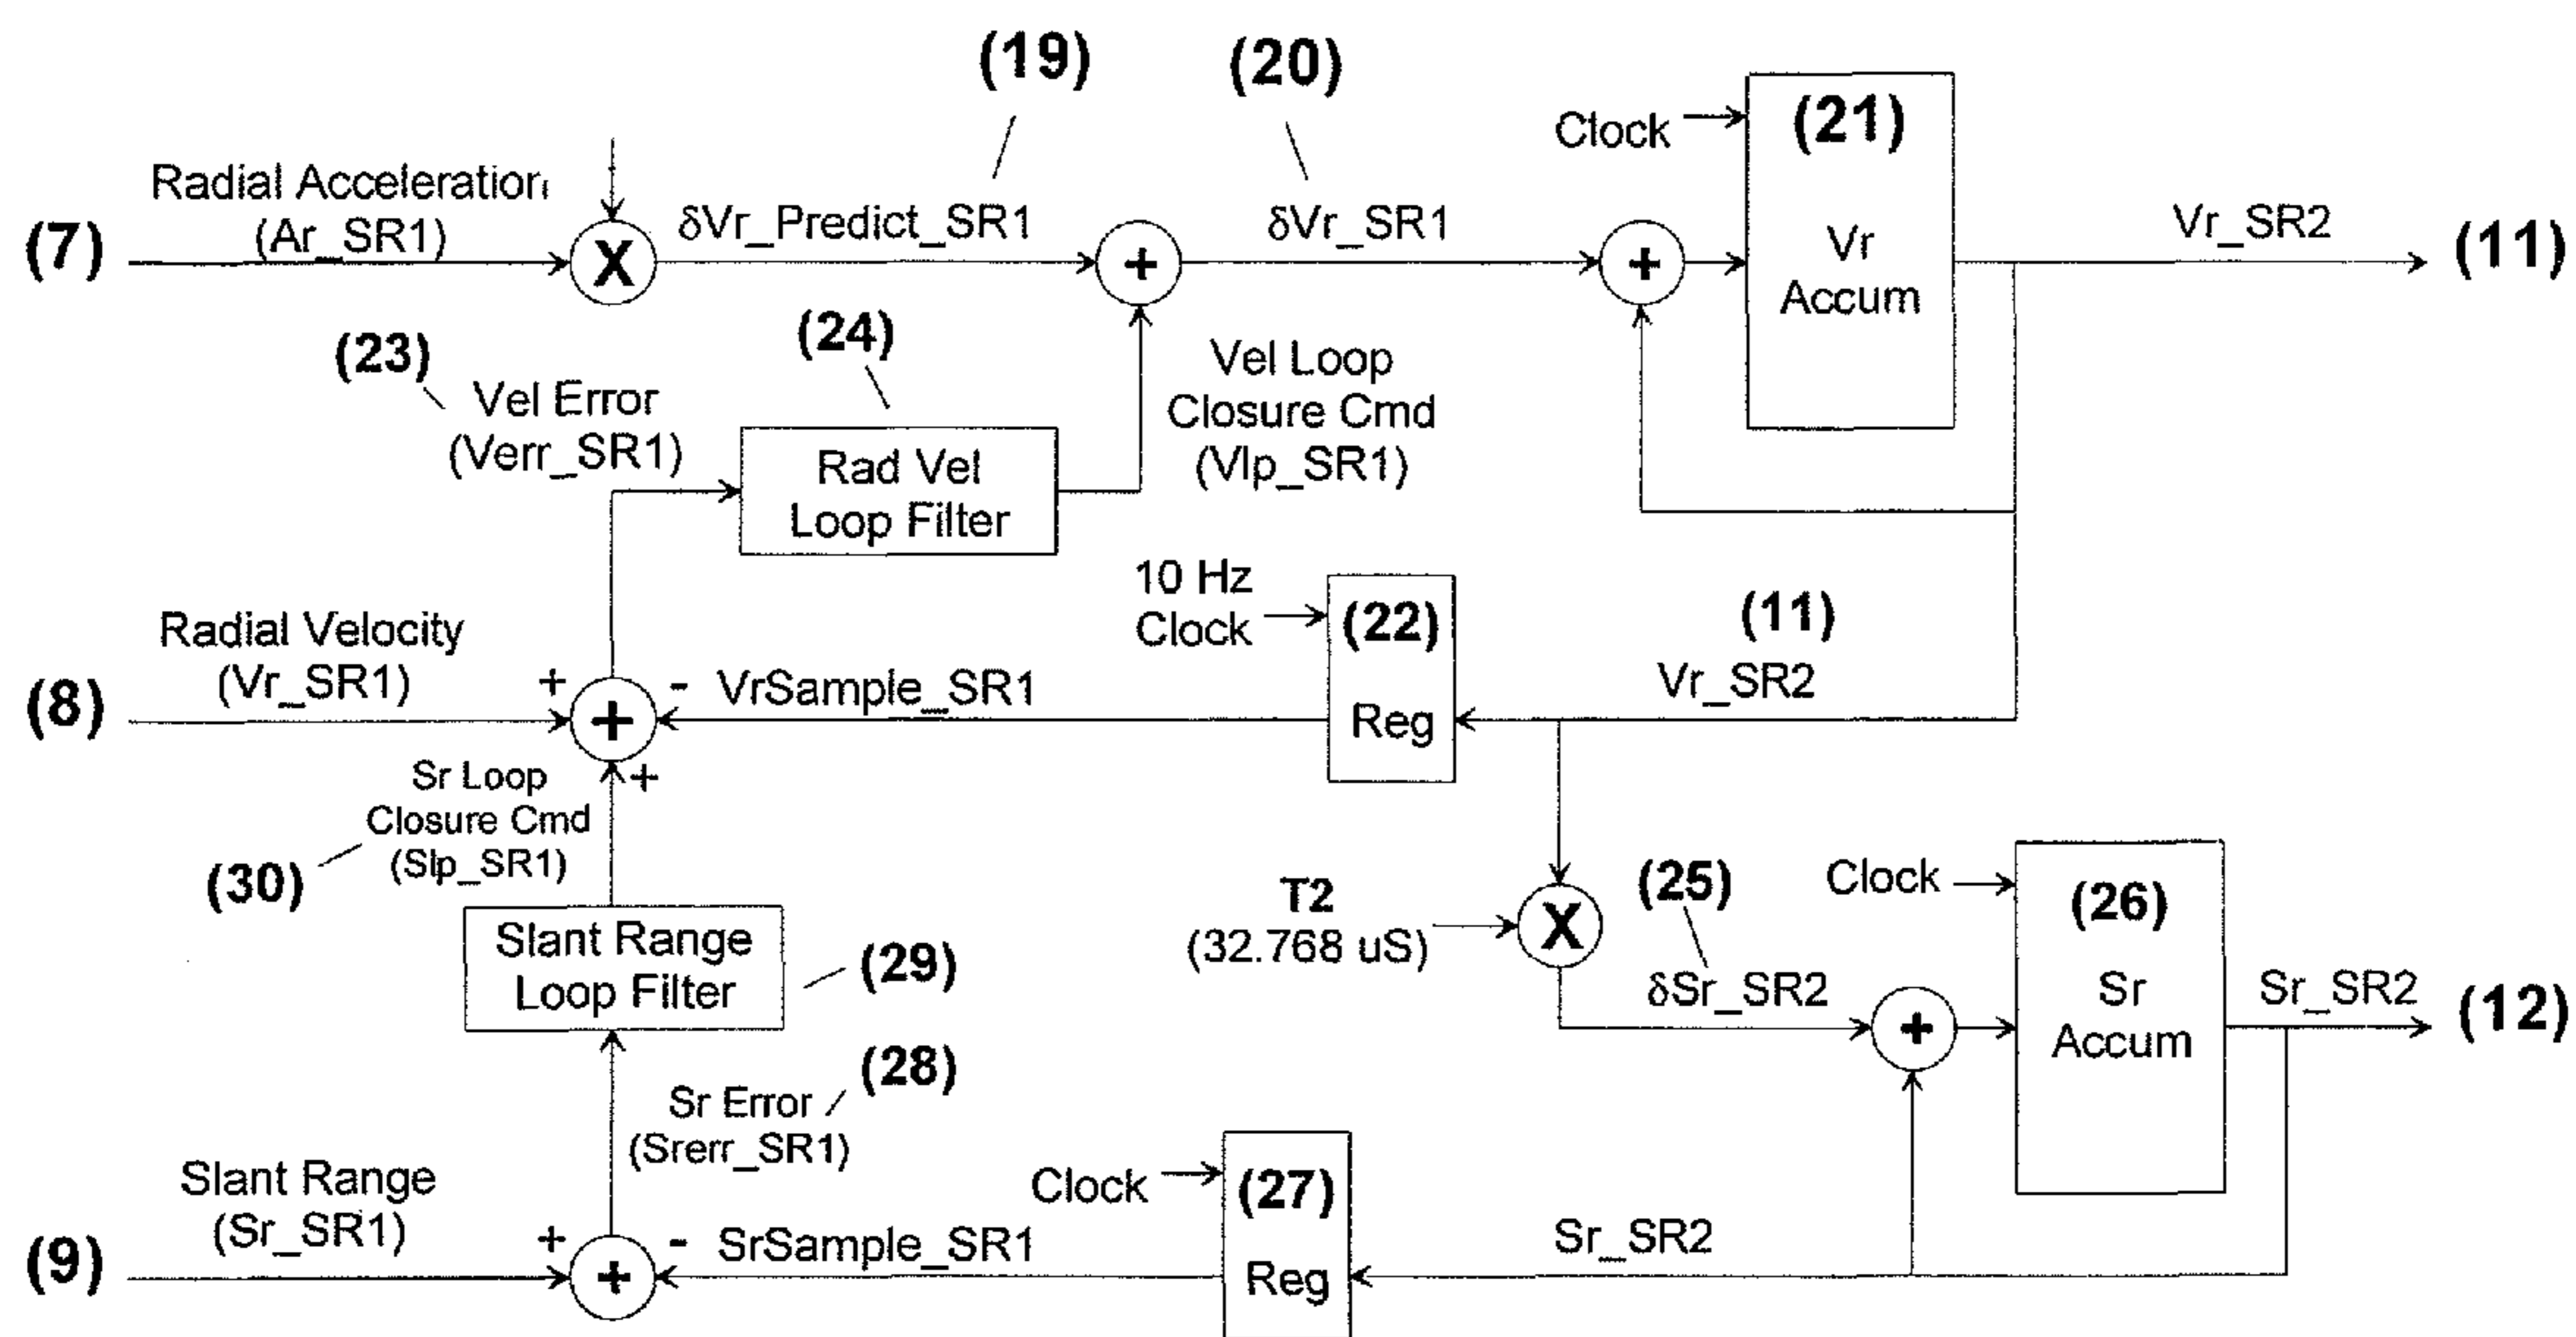 (19)
(20)
Clock
(21)
Radial Acceleration
(Ar_SR1)
(7)
X
δVr_Predict_SR1
+
δVr_SR1
+
Vr
Accum
Vr_SR2
(11)
(23)
Vel Error
(Verr_SR1)
(24)
Rad Vel
Loop Filter
Vel Loop
Closure Cmd
(Vlp_SR1)
10 Hz
Clock
(22)
Reg
(11)
Vr_SR2
Radial Velocity
(Vr_SR1)
(8)
+
-
+
+
VrSample_SR1
Sr Loop
Closure Cmd
(Slp_SR1)
(30)
Slant Range
Loop Filter
(29)
T2
(32.768 uS)
X
(25)
δSr_SR2
+
Clock
(26)
Sr
Accum
Sr_SR2
(12)
Sr Error
(Srerr_SR1)
(28)
Slant Range
(Sr_SR1)
(9)
+
-
+
SrSample_SR1
Clock
(27)
Reg
Sr_SR2